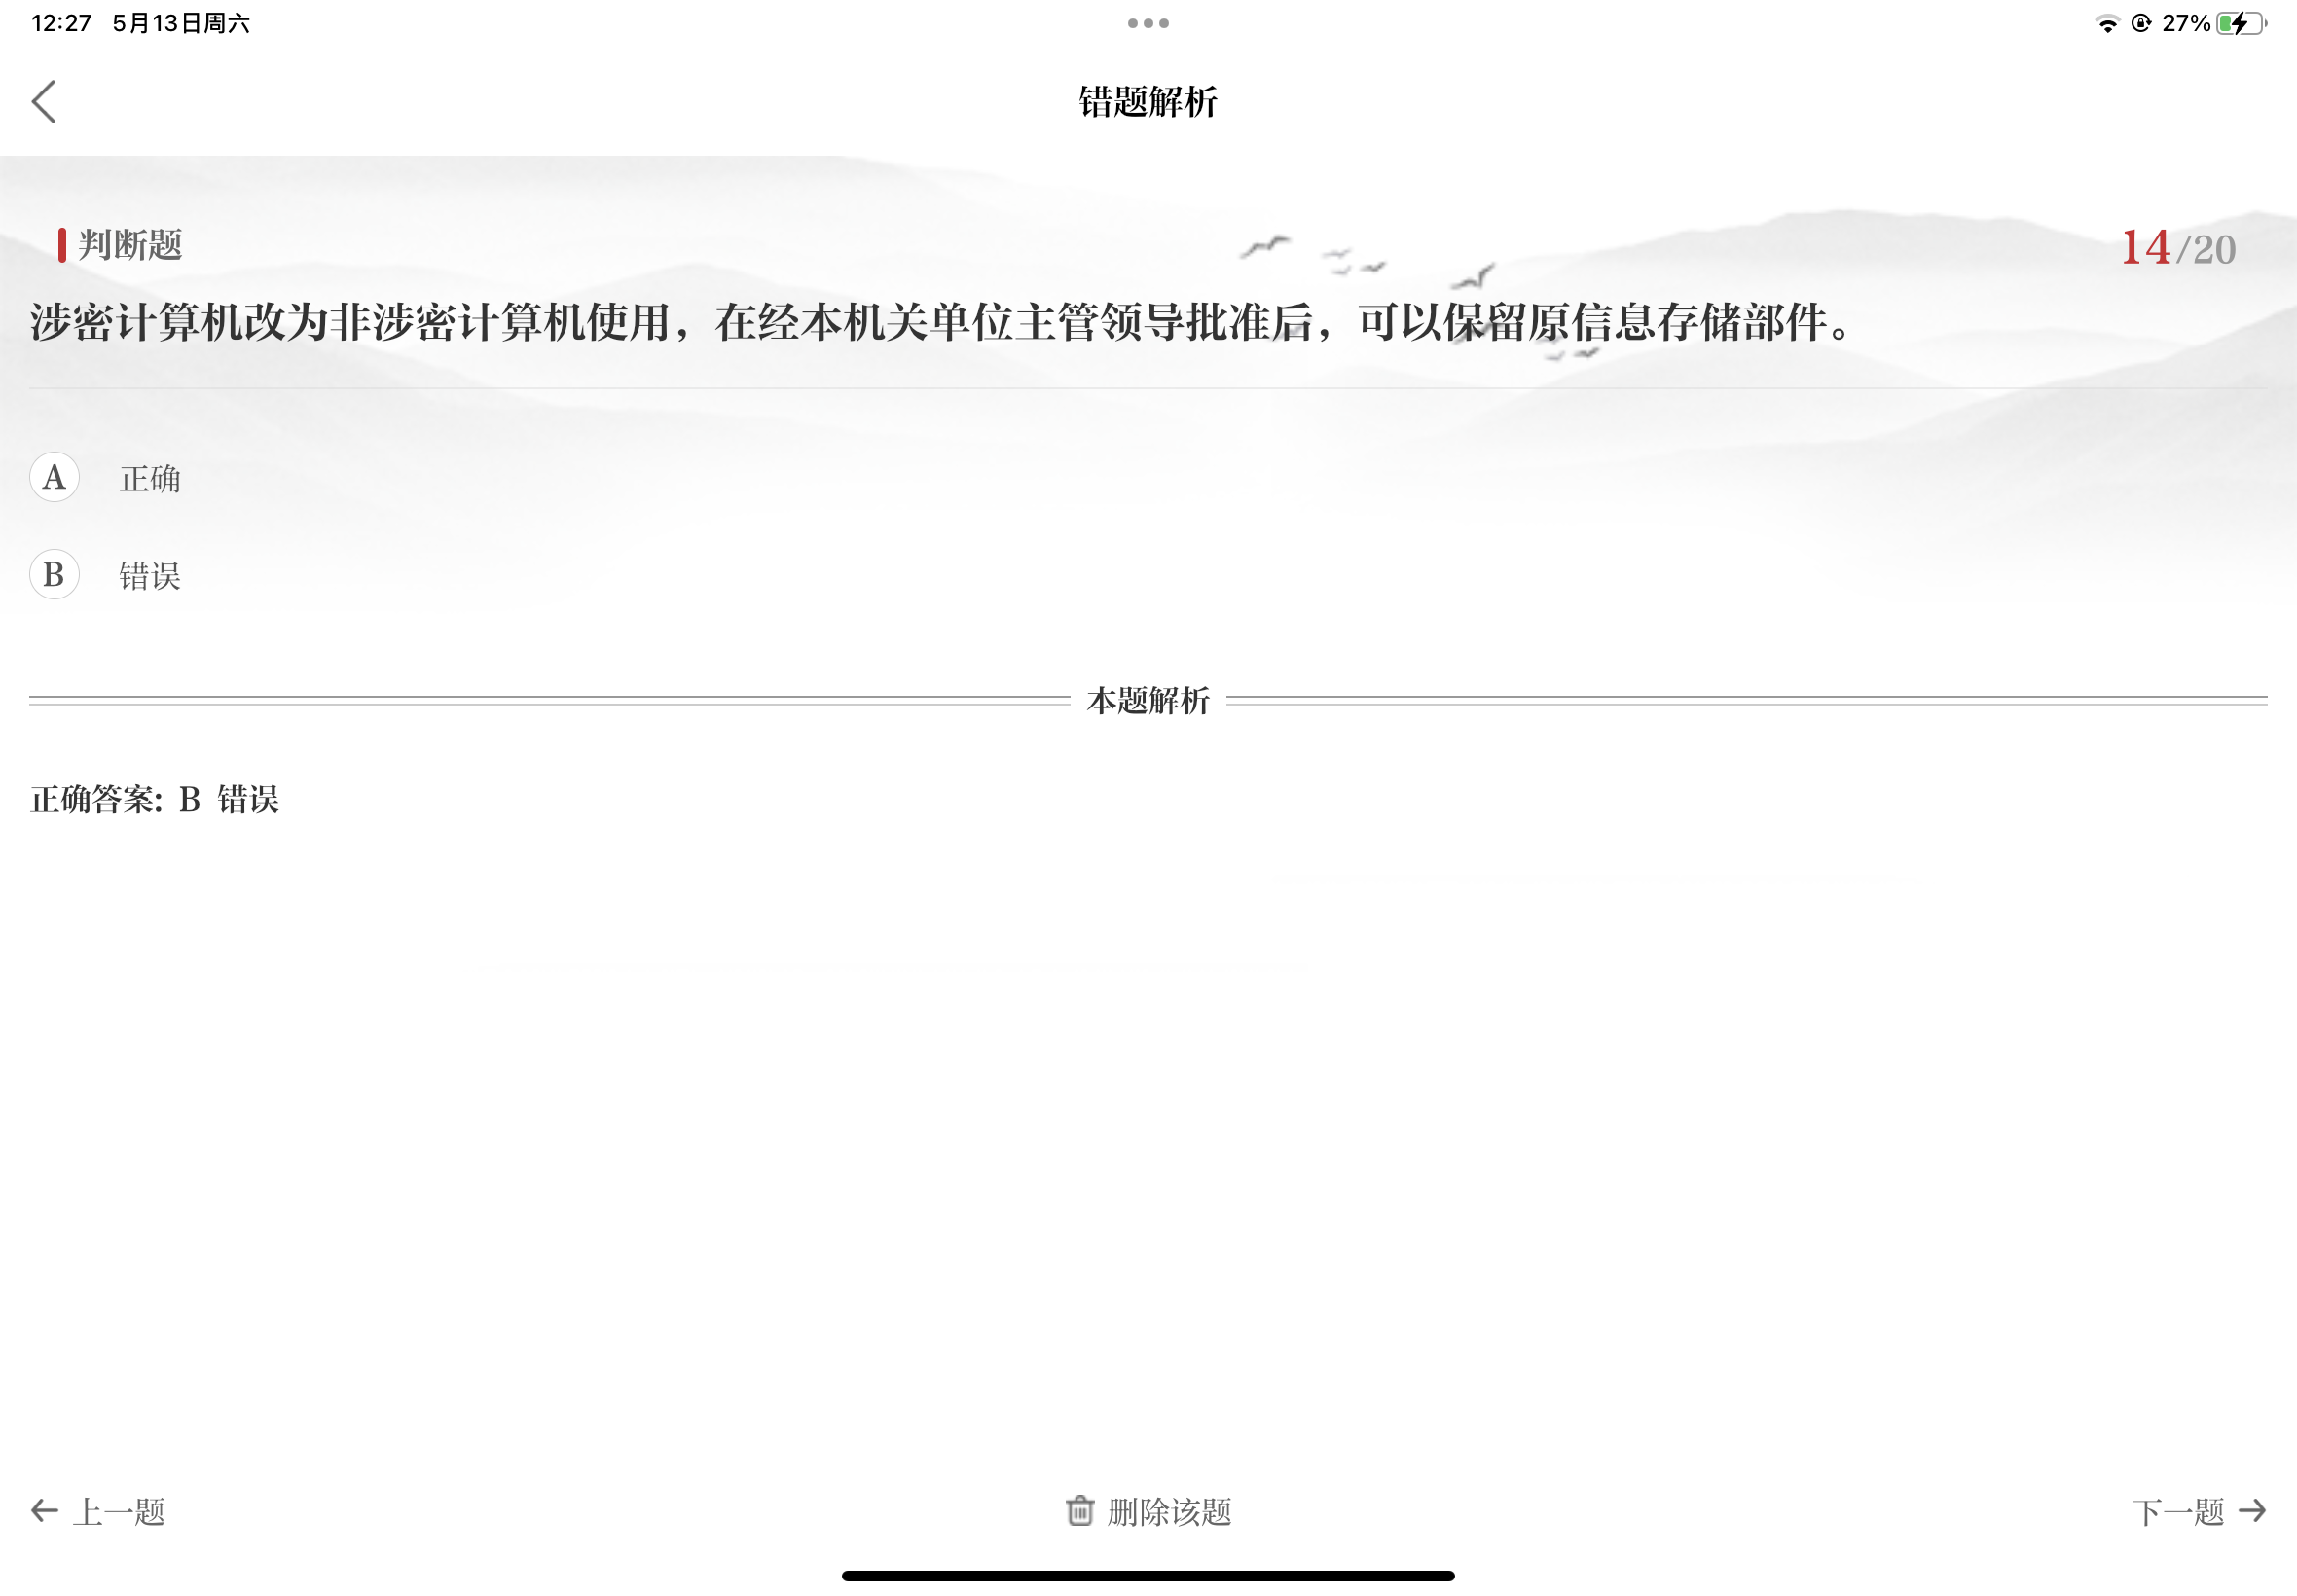 12:27 5月13日周六
27%
错题解析
判断题
14/20
涉密计算机改为非涉密计算机使用，在经本机关单位主管领导批准后，可以保留原信息存储部件。
A 正确
B 错误
本题解析
正确答案: B 错误
上一题
删除该题
下一题